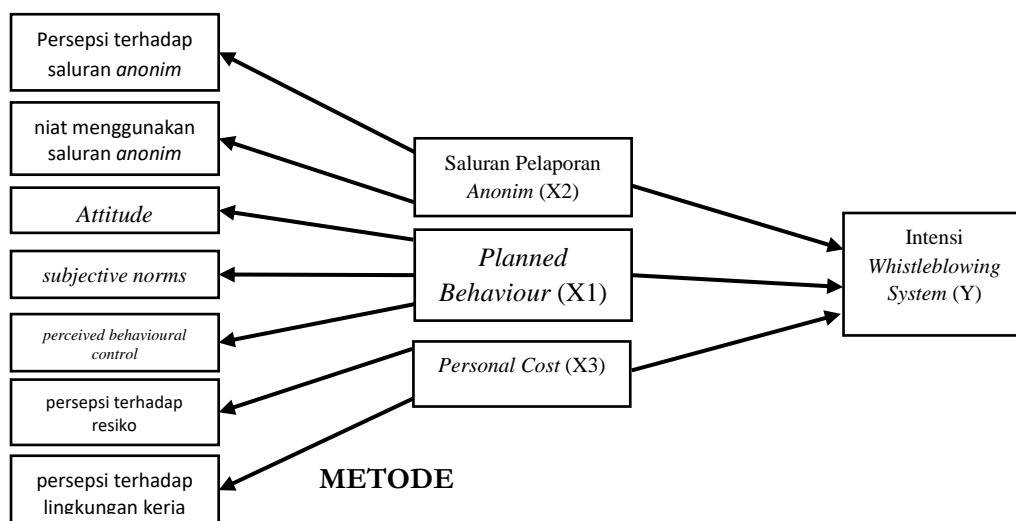 Persepsi terhadap
saluran anonim
niat menggunakan
saluran anonim
Attitude
subjective norms
perceived behavioural
control
persepsi terhadap
resiko
persepsi terhadap
lingkungan kerja
Saluran Pelaporan
Anonim (X2)
Planned
Behaviour (X1)
Personal Cost (X3)
Intensi
Whistleblowing
System (Y)
METODE